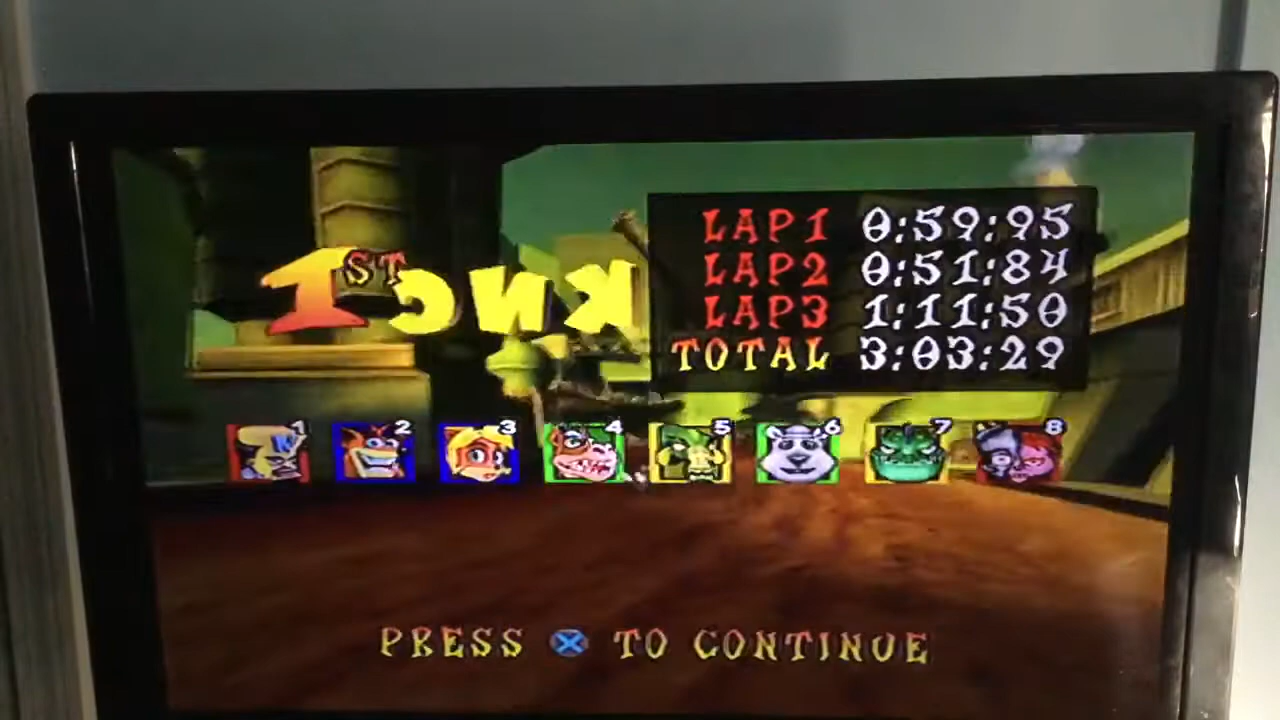 LAP1 0:59:95
LAP2 0:51:84
LAP3 1:11:50
TOTAL 3:03:29
1ST
1 2 3 4 5 6 7 8
PRESS TO CONTINUE